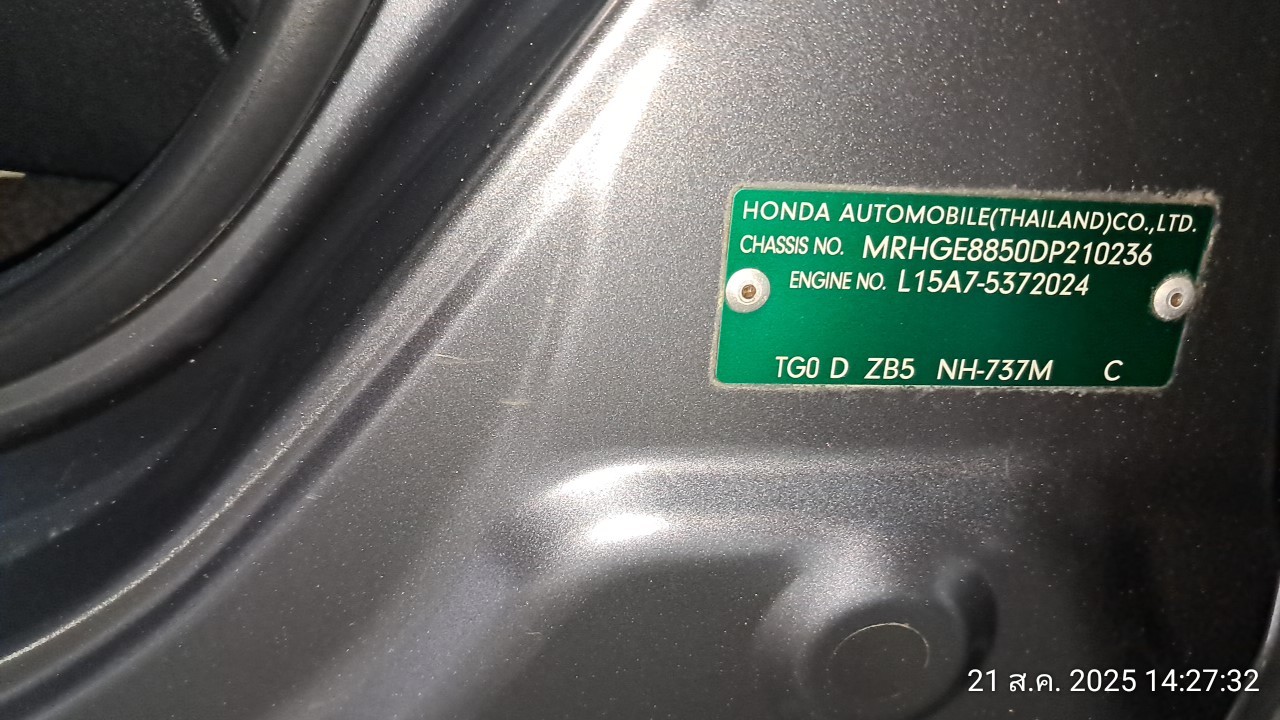 HONDA AUTOMOBILE(THAILAND)CO.,LTD.
CHASSIS NO. MRHGE8850DP210236
ENGINE NO. L15A7-5372024
TG0 D ZB5 NH-737M C
21 ส.ค. 2025 14:27:32